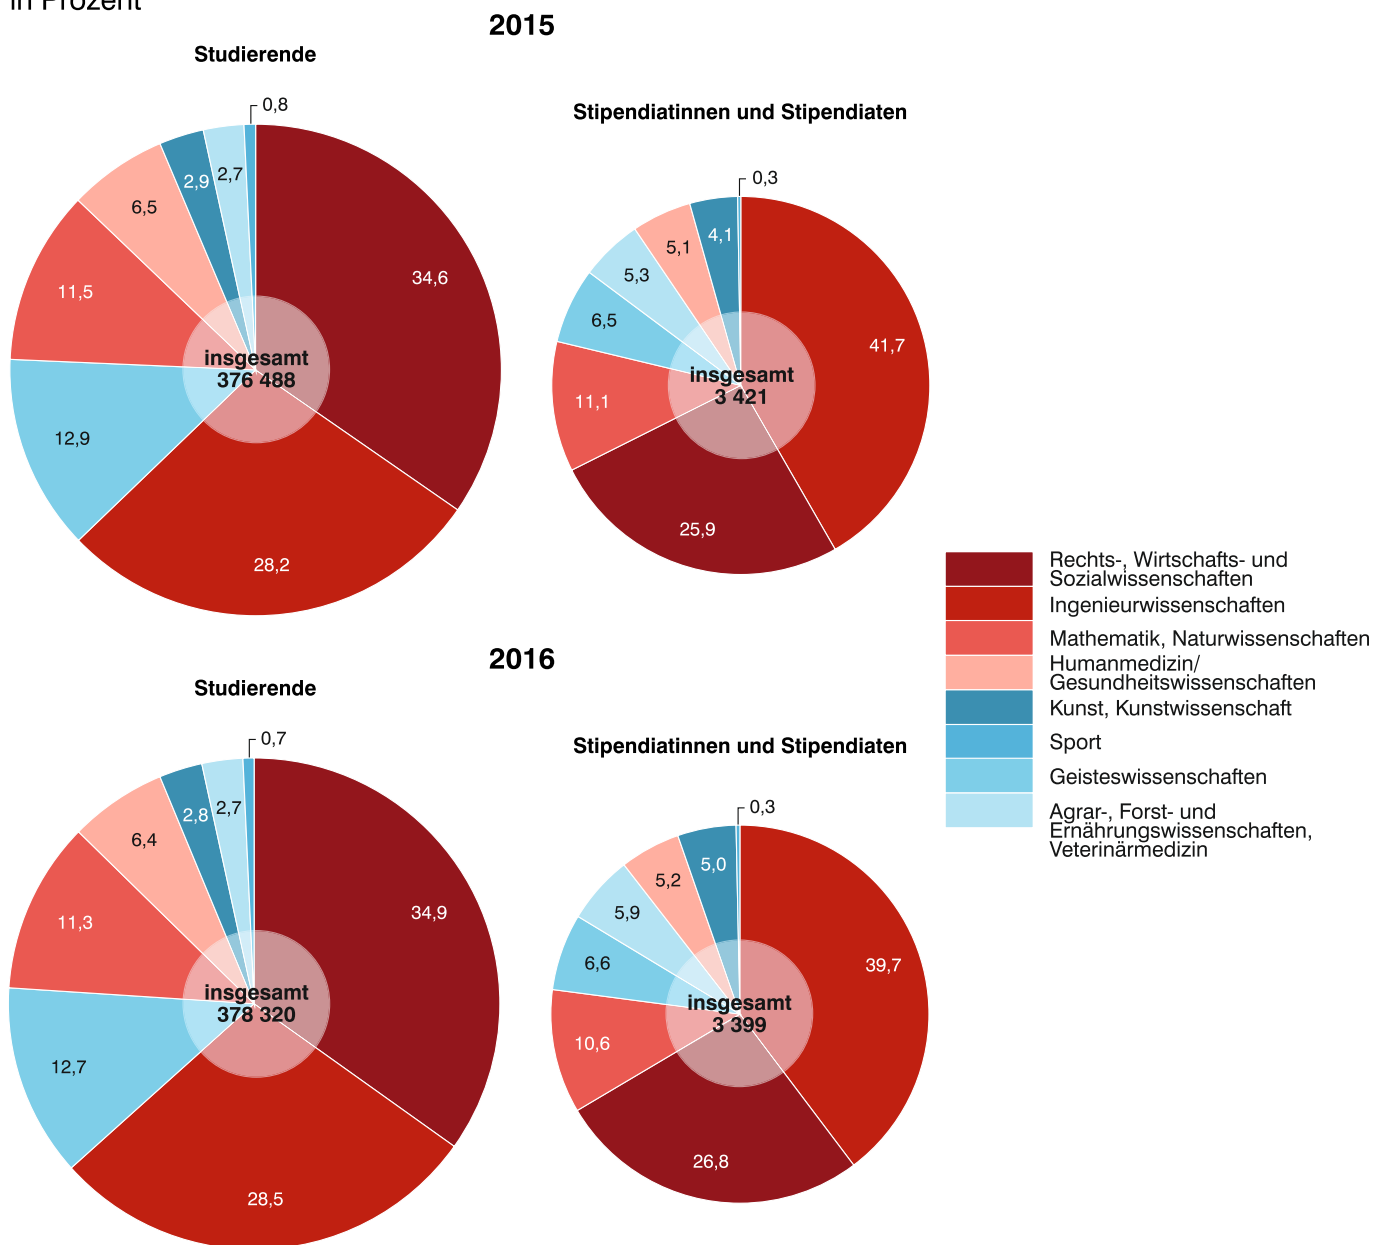 in Prozent
2015
Studierende
0,8
2,7
2,9
6,5
11,5
12,9
28,2
34,6
insgesamt
376 488
Stipendiatinnen und Stipendiaten
0,3
4,1
5,1
5,3
6,5
11,1
25,9
41,7
insgesamt
3 421
2016
Studierende
0,7
2,7
2,8
6,4
11,3
12,7
28,5
34,9
insgesamt
378 320
Stipendiatinnen und Stipendiaten
0,3
5,0
5,2
5,9
6,6
10,6
26,8
39,7
insgesamt
3 399
Rechts-, Wirtschafts- und
Sozialwissenschaften
Ingenieurwissenschaften
Mathematik, Naturwissenschaften
Humanmedizin/
Gesundheitswissenschaften
Kunst, Kunstwissenschaft
Sport
Geisteswissenschaften
Agrar-, Forst- und
Ernährungswissenschaften,
Veterinärmedizin